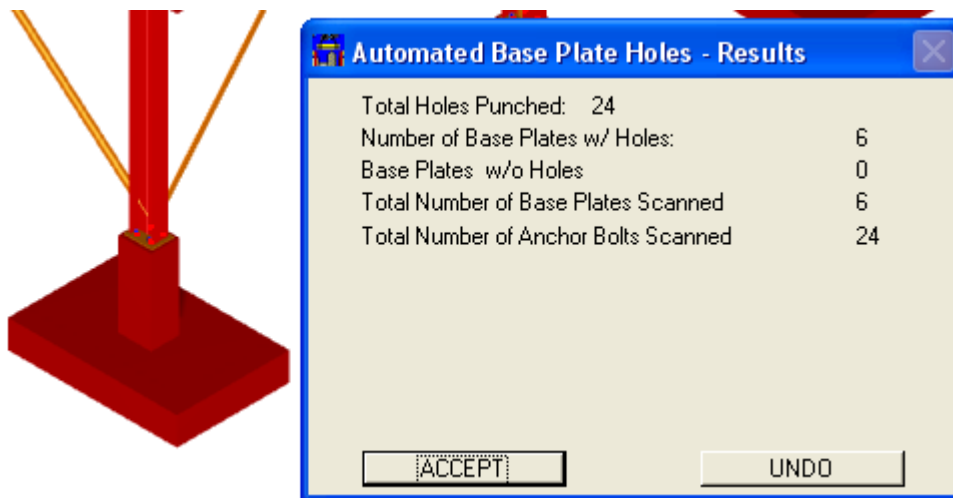 Automated Base Plate Holes - Results
Total Holes Punched: 24
Number of Base Plates w/ Holes: 6
Base Plates w/o Holes 0
Total Number of Base Plates Scanned 6
Total Number of Anchor Bolts Scanned 24
ACCEPT UNDO